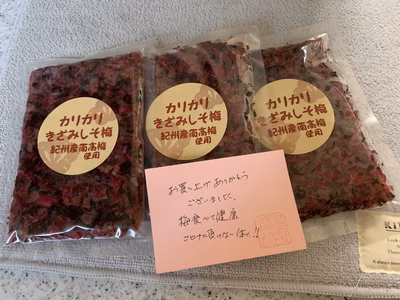 カリカリ
きざみしそ梅
紀州産南高梅
使用
カリカリ
きざみしそ梅
紀州産南高梅
使用
カリカリ
きざみしそ梅
紀州産南高梅
使用
お買い上げありがとう
ございました。
梅食べて健康
コロナに負けないぞ!!